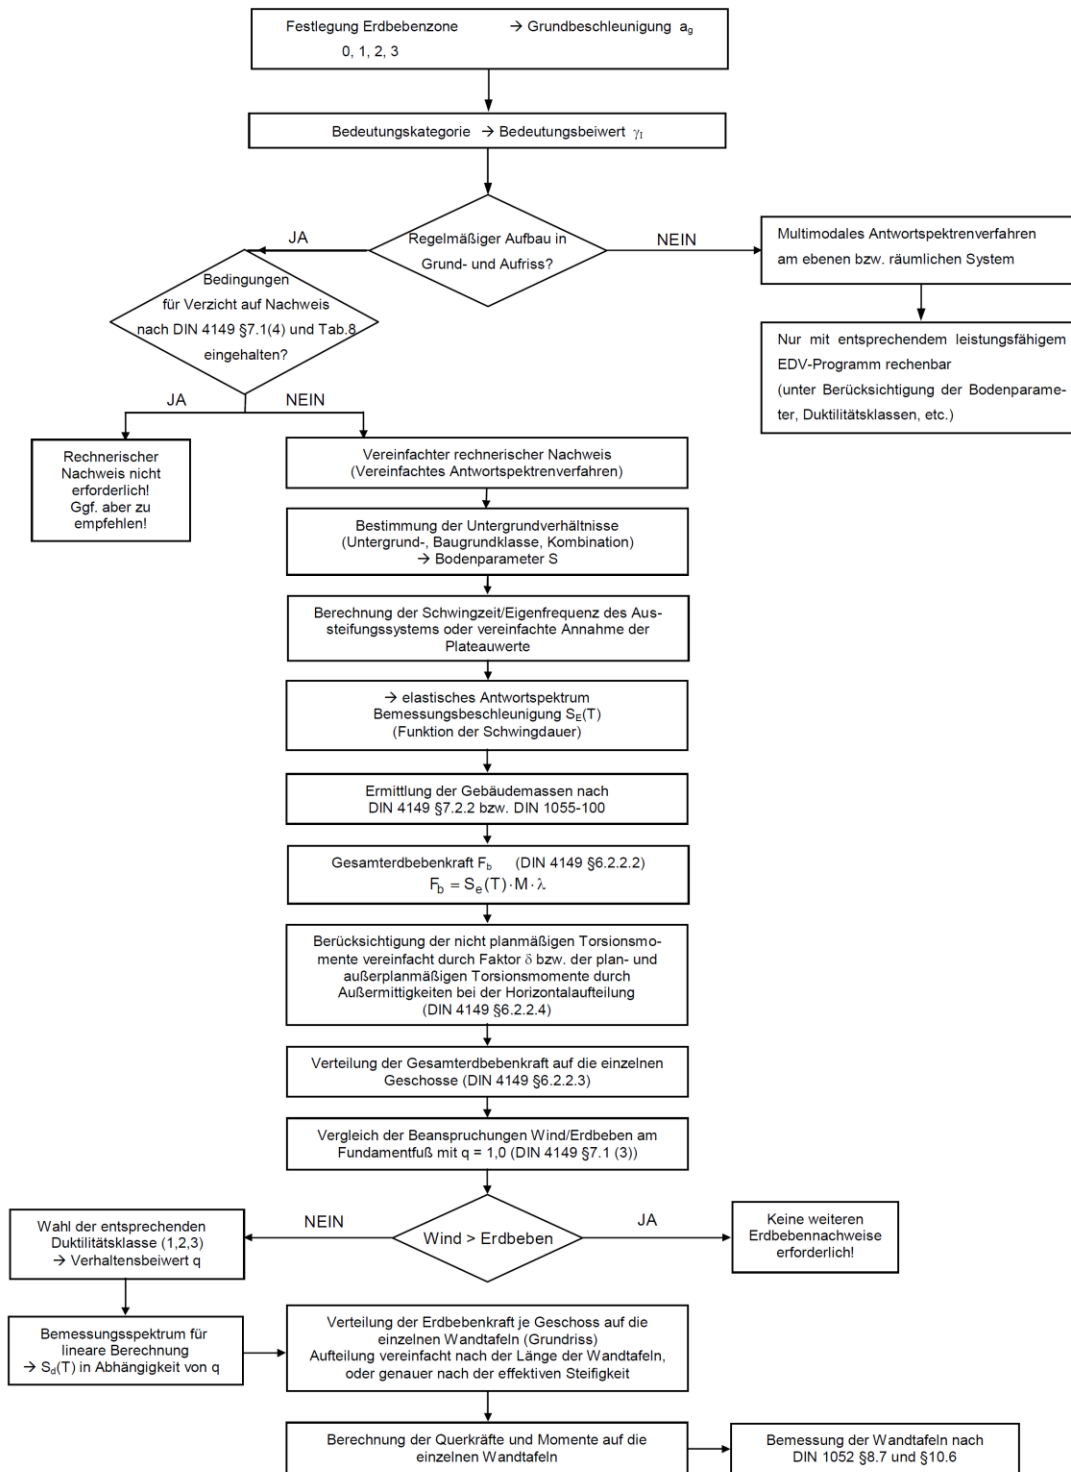 Festlegung Erdbebenzone → Grundbeschleunigung a_g
0, 1, 2, 3
Bedeutungskategorie → Bedeutungsbeiwert γ_I
Regelmäßiger Aufbau in
Grund- und Aufriss?
JA
NEIN
Multimodales Antwortspektrenverfahren
am ebenen bzw. räumlichen System
Nur mit entsprechendem leistungsfähigem
EDV-Programm rechenbar
(unter Berücksichtigung der Bodenparame-
ter, Duktilitätsklassen, etc.)
Bedingungen
für Verzicht auf Nachweis
nach DIN 4149 §7.1(4) und Tab.8
eingehalten?
JA
NEIN
Rechnerischer
Nachweis nicht
erforderlich!
Ggf. aber zu
empfehlen!
Vereinfachter rechnerischer Nachweis
(Vereinfachtes Antwortspektrenverfahren)
Bestimmung der Untergrundverhältnisse
(Untergrund-, Baugrundklasse, Kombination)
→ Bodenparameter S
Berechnung der Schwingzeit/Eigenfrequenz des Aus-
steifungssystems oder vereinfachte Annahme der
Plateauwerte
→ elastisches Antwortspektrum
Bemessungsbeschleunigung S_E(T)
(Funktion der Schwingdauer)
Ermittlung der Gebäudemassen nach
DIN 4149 §7.2.2 bzw. DIN 1055-100
Gesamterdbebenkraft F_b (DIN 4149 §6.2.2.2)
F_b = S_e(T)·M·λ
Berücksichtigung der nicht planmäßigen Torsionsmo-
mente vereinfacht durch Faktor δ bzw. der plan- und
außerplanmäßigen Torsionsmomente durch
Außermittigkeiten bei der Horizontalaufteilung
(DIN 4149 §6.2.2.4)
Verteilung der Gesamterdbebenkraft auf die einzelnen
Geschosse (DIN 4149 §6.2.2.3)
Vergleich der Beanspruchungen Wind/Erdbeben am
Fundamentfuß mit q = 1,0 (DIN 4149 §7.1 (3))
Wind > Erdbeben
NEIN
JA
Keine weiteren
Erdbebennachweise
erforderlich!
Wahl der entsprechenden
Duktilitätsklasse (1,2,3)
→ Verhaltensbeiwert q
Bemessungsspektrum für
lineare Berechnung
→ S_d(T) in Abhängigkeit von q
Verteilung der Erdbebenkraft je Geschoss auf die
einzelnen Wandtafeln (Grundriss)
Aufteilung vereinfacht nach der Länge der Wandtafeln,
oder genauer nach der effektiven Steifigkeit
Berechnung der Querkräfte und Momente auf die
einzelnen Wandtafeln
Bemessung der Wandtafeln nach
DIN 1052 §8.7 und §10.6